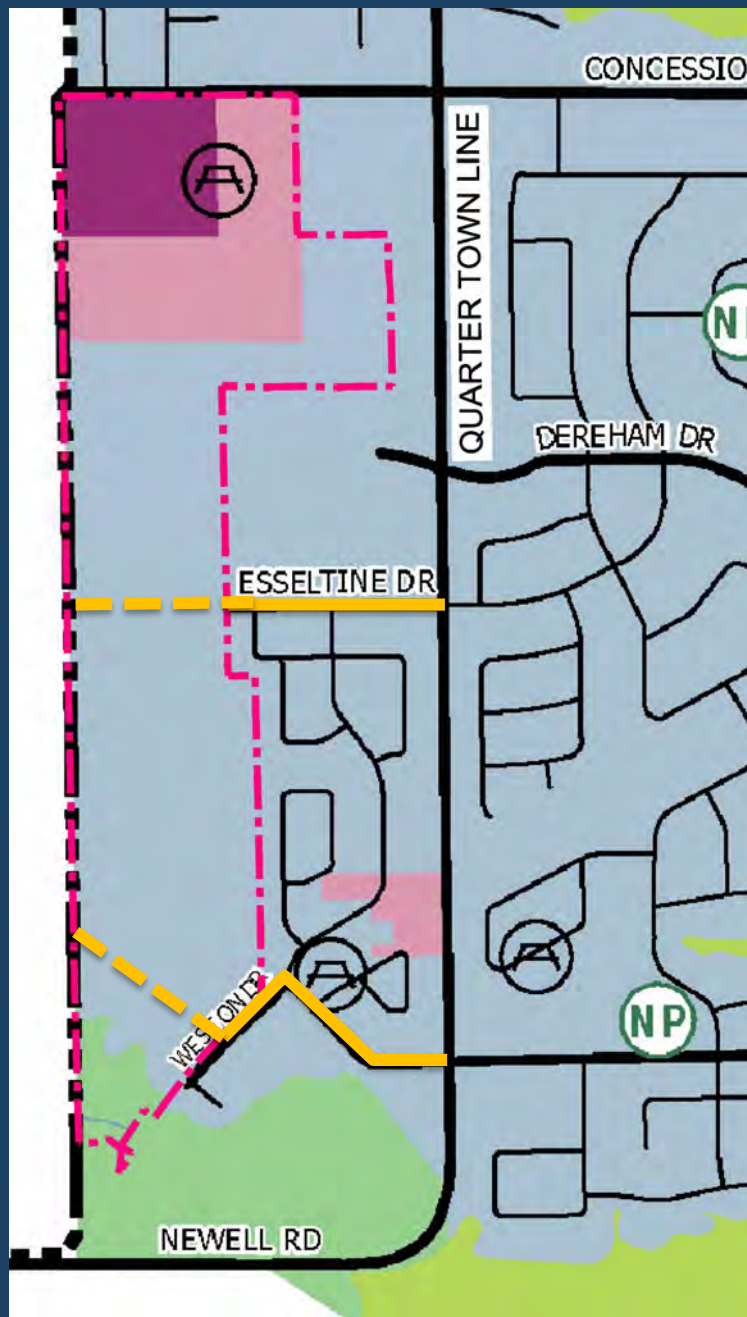 CONCESSIO
QUARTER TOWN LINE
N
DEREHAM DR
ESSELTINE DR
WESTON DR
NP
NEWELL RD